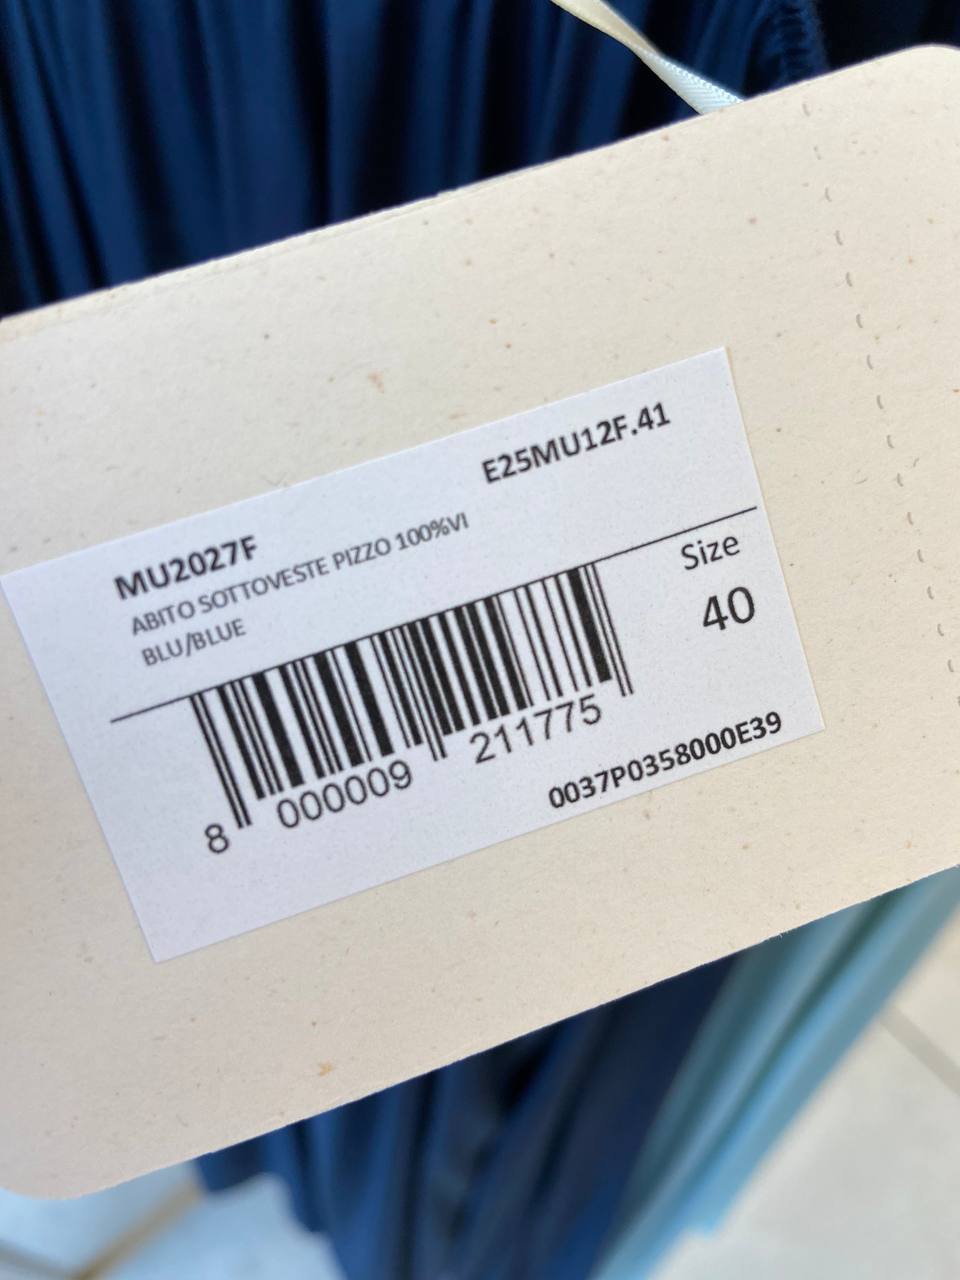 E25MU12F.41
MU2027F
ABITO SOTTOVESTE PIZZO 100%VI
BLU/BLUE
Size
40
8 000009 211775
0037P0358000E39